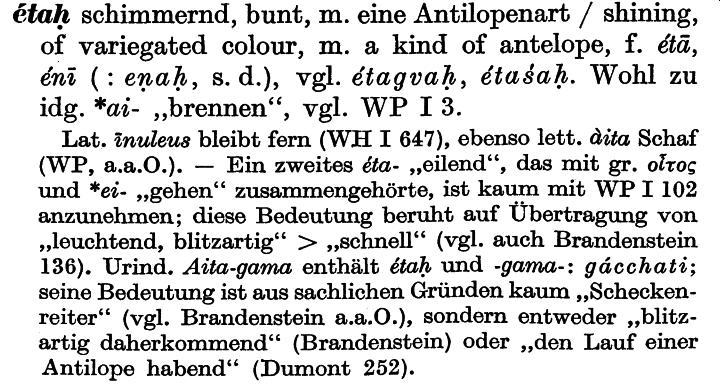 étaḥ schimmernd, bunt, m. eine Antilopenart / shining,
of variegated colour, m. a kind of antelope, f. étā,
énī (: eṇaḥ, s. d.), vgl. étagvaḥ, étaśaḥ. Wohl zu
idg. *ai- „brennen“, vgl. WP I 3.
Lat. īnuleus bleibt fern (WH I 647), ebenso lett. àita Schaf
(WP, a.a.O.). — Ein zweites éta- „eilend“, das mit gr. οἶτος
und *ei- „gehen“ zusammengehörte, ist kaum mit WP I 102
anzunehmen; diese Bedeutung beruht auf Übertragung von
„leuchtend, blitzartig“ > „schnell“ (vgl. auch Brandenstein
136). Urind. Aita-gama enthält étaḥ und -gama-: gácchati;
seine Bedeutung ist aus sachlichen Gründen kaum „Schecken-
reiter“ (vgl. Brandenstein a.a.O.), sondern entweder „blitz-
artig daherkommend“ (Brandenstein) oder „den Lauf einer
Antilope habend“ (Dumont 252).